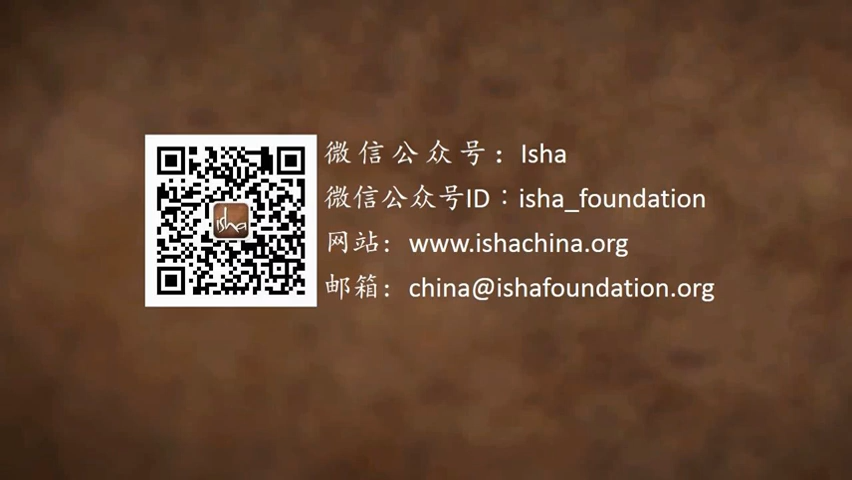 isha
微信公众号: Isha
微信公众号ID：isha_foundation
网站: www.ishachina.org
邮箱: china@ishafoundation.org